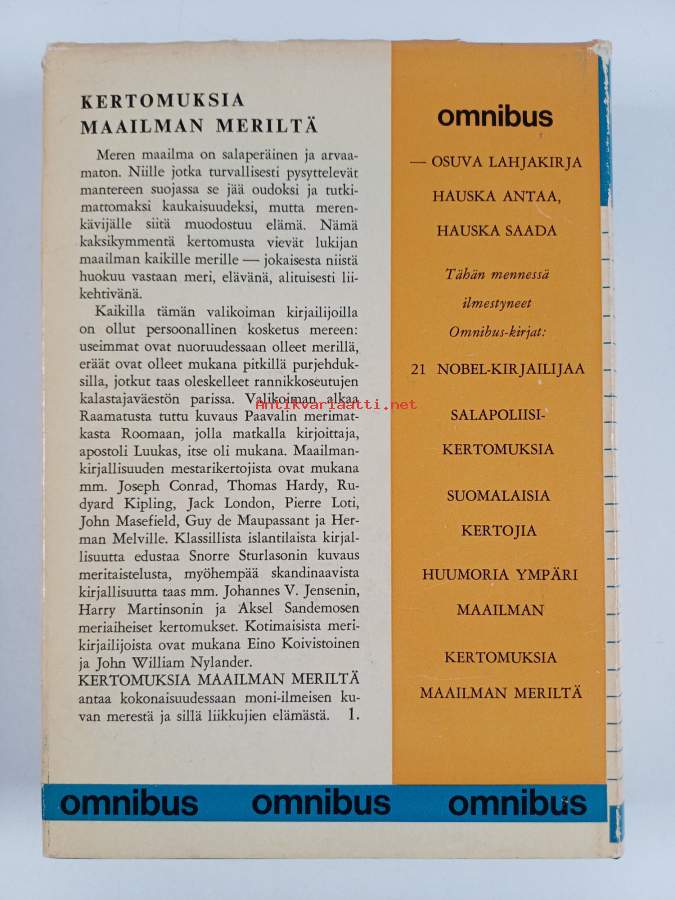 KERTOMUKSIA
MAAILMAN MERILTÄ
Meren maailma on salaperäinen ja arvaa-
maton. Niille jotka turvallisesti pysyttelevät
mantereen suojassa se jää oudoksi ja tutki-
mattomaksi kaukaisuudeksi, mutta meren-
kävijälle siitä muodostuu elämä. Nämä
kaksikymmentä kertomusta vievät lukijan
maailman kaikille merille — jokaisesta niistä
huokuu vastaan meri, elävänä, alituisesti lii-
kehtivänä.
Kaikilla tämän valikoiman kirjailijoilla
on ollut persoonallinen kosketus mereen:
useimmat ovat nuoruudessaan olleet merillä,
eräät ovat olleet mukana pitkillä purjehduk-
silla, jotkut taas oleskelleet rannikkoseutujen
kalastajaväestön parissa. Valikoiman alkaa
Raamatusta tuttu kuvaus Paavalin merimat-
kasta Roomaan, jolla matkalla kirjoittaja,
apostoli Luukas, itse oli mukana. Maailman-
kirjallisuuden mestarikertojista ovat mukana
mm. Joseph Conrad, Thomas Hardy, Ru-
dyard Kipling, Jack London, Pierre Loti,
John Masefield, Guy de Maupassant ja Her-
man Melville. Klassillista islantilaista kirjal-
lisuutta edustaa Snorre Sturlasonin kuvaus
meritaistelusta, myöhempää skandinaavista
kirjallisuutta taas mm. Johannes V. Jensenin,
Harry Martinsonin ja Aksel Sandemosen
meriaiheiset kertomukset. Kotimaisista meri-
kirjailijoista ovat mukana Eino Koivistoinen
ja John William Nylander.
KERTOMUKSIA MAAILMAN MERILTÄ
antaa kokonaisuudessaan moni-ilmeisen ku-
van merestä ja sillä liikkujien elämästä. 1.
omnibus
— OSUVA LAHJAKIRJA
HAUSKA ANTAA,
HAUSKA SAADA
Tähän mennessä
ilmestyneet
Omnibus-kirjat:
21 NOBEL-KIRJAILIJAA
SALAPOLIISI-
KERTOMUKSIA
SUOMALAISIA
KERTOJIA
HUUMORIA YMPÄRI
MAAILMAN
KERTOMUKSIA
MAAILMAN MERILTÄ
omnibus omnibus omnibus
Antikvariaatti.net